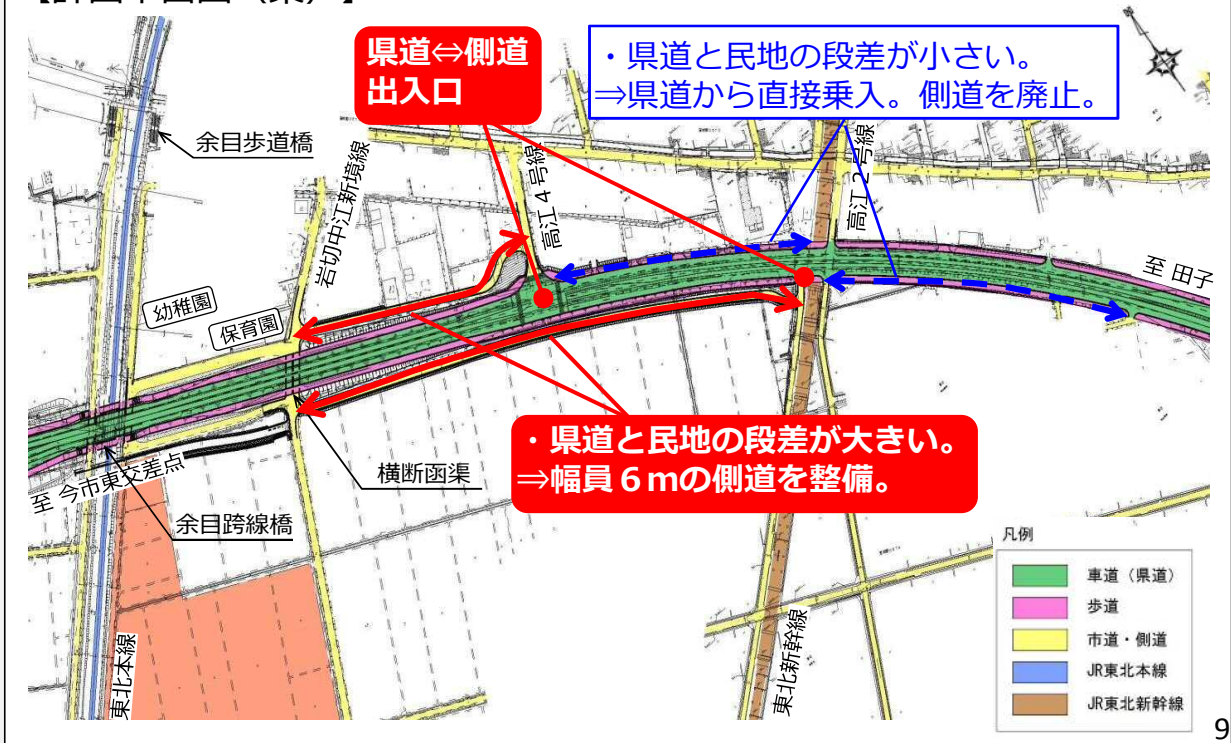 県道⇔側道
出入口
・県道と民地の段差が小さい。
⇒県道から直接乗入。側道を廃止。
余目歩道橋
岩切中江新境線
高江4号線
高江2号線
至 田子
幼稚園
保育園
・県道と民地の段差が大きい。
⇒幅員6mの側道を整備。
横断函渠
至 今市東交差点
余目跨線橋
東北本線
東北新幹線
凡例
車道(県道)
歩道
市道・側道
JR東北本線
JR東北新幹線
9